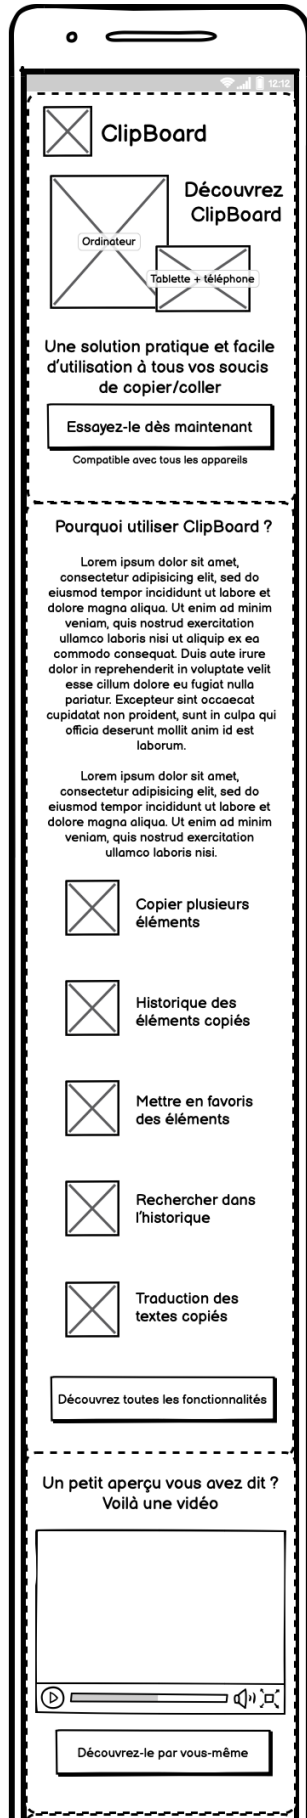 12:12
ClipBoard
Découvrez
ClipBoard
Ordinateur
Tablette + téléphone
Une solution pratique et facile
d'utilisation à tous vos soucis
de copier/coller
Essayez-le dès maintenant
Compatible avec tous les appareils
Pourquoi utiliser ClipBoard ?
Lorem ipsum dolor sit amet,
consectetur adipisicing elit, sed do
eiusmod tempor incididunt ut labore et
dolore magna aliqua. Ut enim ad minim
veniam, quis nostrud exercitation
ullamco laboris nisi ut aliquip ex ea
commodo consequat. Duis aute irure
dolor in reprehenderit in voluptate velit
esse cillum dolore eu fugiat nulla
pariatur. Excepteur sint occaecat
cupidatat non proident, sunt in culpa qui
officia deserunt mollit anim id est
laborum.
Lorem ipsum dolor sit amet,
consectetur adipisicing elit, sed do
eiusmod tempor incididunt ut labore et
dolore magna aliqua. Ut enim ad minim
veniam, quis nostrud exercitation
ullamco laboris nisi.
Copier plusieurs
éléments
Historique des
éléments copiés
Mettre en favoris
des éléments
Rechercher dans
l'historique
Traduction des
textes copiés
Découvrez toutes les fonctionnalités
Un petit aperçu vous avez dit ?
Voilà une vidéo
Découvrez-le par vous-même